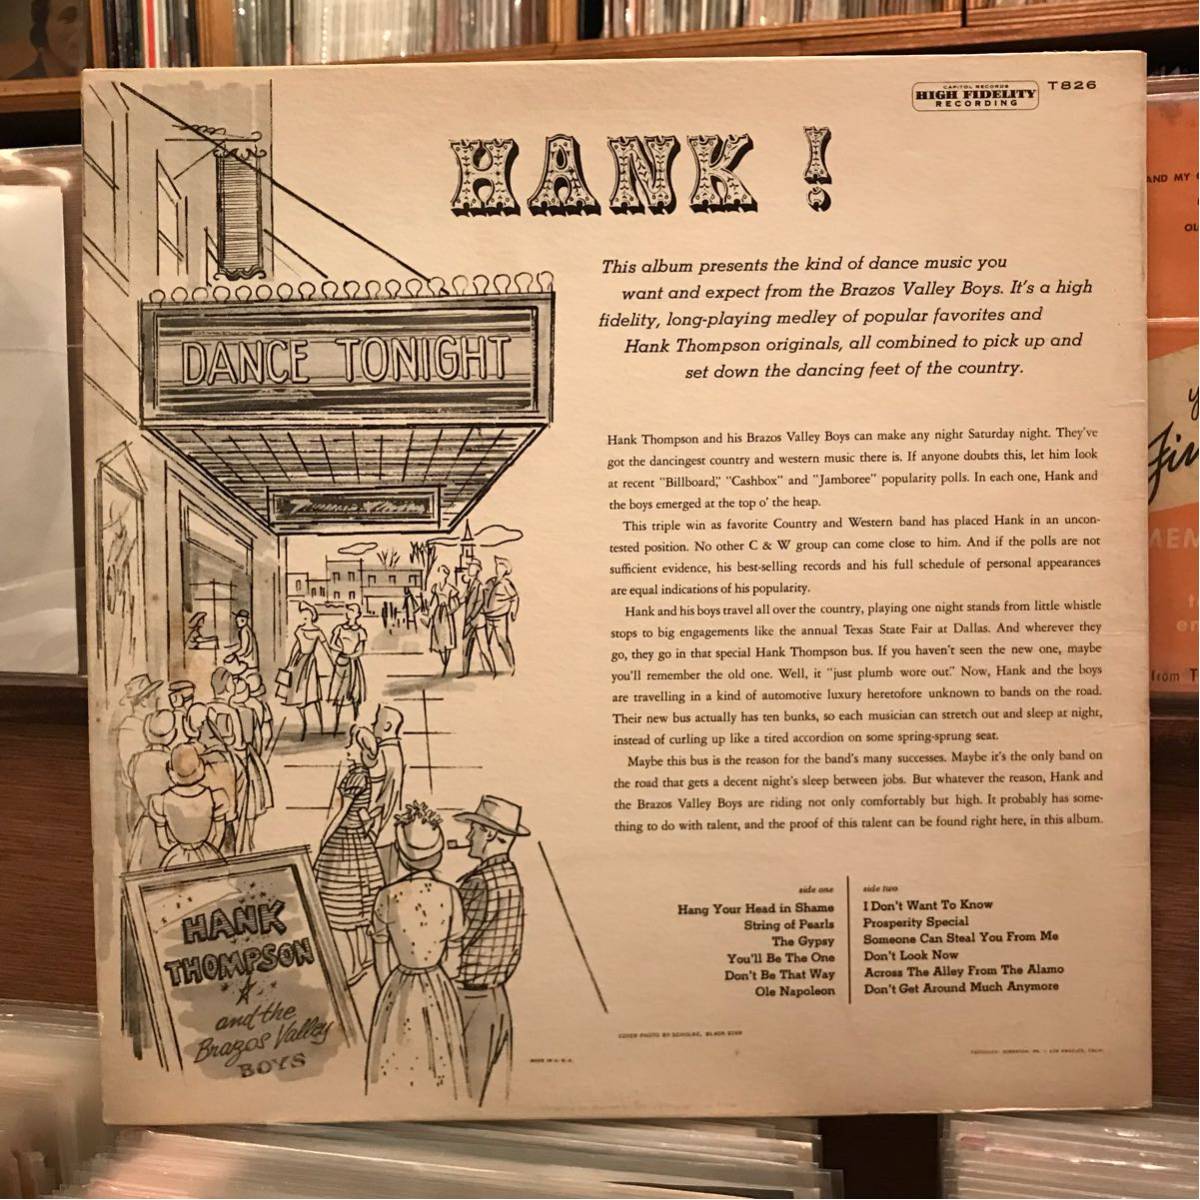 CAPITOL RECORDS
HIGH FIDELITY
RECORDING
T826
HANK!
This album presents the kind of dance music you
want and expect from the Brazos Valley Boys. It's a high
fidelity, long-playing medley of popular favorites and
Hank Thompson originals, all combined to pick up and
set down the dancing feet of the country.
DANCE TONIGHT
Hank Thompson and his Brazos Valley Boys can make any night Saturday night. They've
got the dancingest country and western music there is. If anyone doubts this, let him look
at recent "Billboard," "Cashbox" and "Jamboree" popularity polls. In each one, Hank and
the boys emerged at the top o' the heap.
This triple win as favorite Country and Western band has placed Hank in an uncon-
tested position. No other C & W group can come close to him. And if the polls are not
sufficient evidence, his best-selling records and his full schedule of personal appearances
are equal indications of his popularity.
Hank and his boys travel all over the country, playing one night stands from little whistle
stops to big engagements like the annual Texas State Fair at Dallas. And wherever they
go, they go in that special Hank Thompson bus. If you haven't seen the new one, maybe
you'll remember the old one. Well, it "just plumb wore out." Now, Hank and the boys
are travelling in a kind of automotive luxury heretofore unknown to bands on the road.
Their new bus actually has ten bunks, so each musician can stretch out and sleep at night,
instead of curling up like a tired accordion on some spring-sprung seat.
Maybe this bus is the reason for the band's many successes. Maybe it's the only band on
the road that gets a decent night's sleep between jobs. But whatever the reason, Hank and
the Brazos Valley Boys are riding not only comfortably but high. It probably has some-
thing to do with talent, and the proof of this talent can be found right here, in this album.
side one
Hang Your Head in Shame
String of Pearls
The Gypsy
You'll Be The One
Don't Be That Way
Ole Napoleon
side two
I Don't Want To Know
Prosperity Special
Someone Can Steal You From Me
Don't Look Now
Across The Alley From The Alamo
Don't Get Around Much Anymore
HANK
THOMPSON
and the
Brazos Valley
BOYS
MADE IN U.S.A.
COVER PHOTO BY
BLACK STAR
AND MY
OL
from T